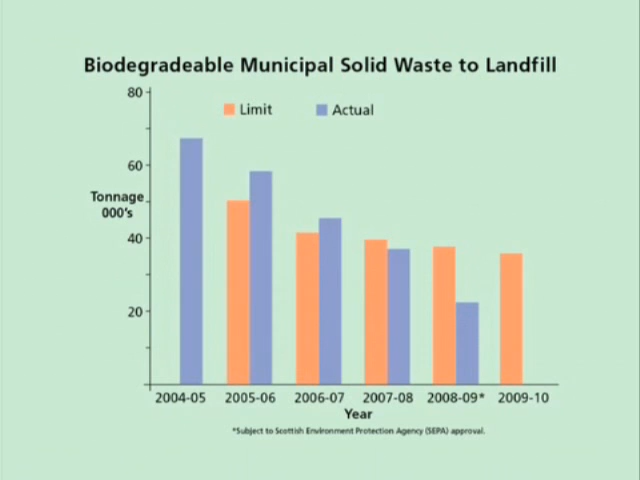 Biodegradeable Municipal Solid Waste to Landfill
80
Limit
Actual
60
Tonnage
000's
40
20
2004-05 2005-06 2006-07 2007-08 2008-09* 2009-10
Year
*Subject to Scottish Environment Protection Agency (SEPA) approval.